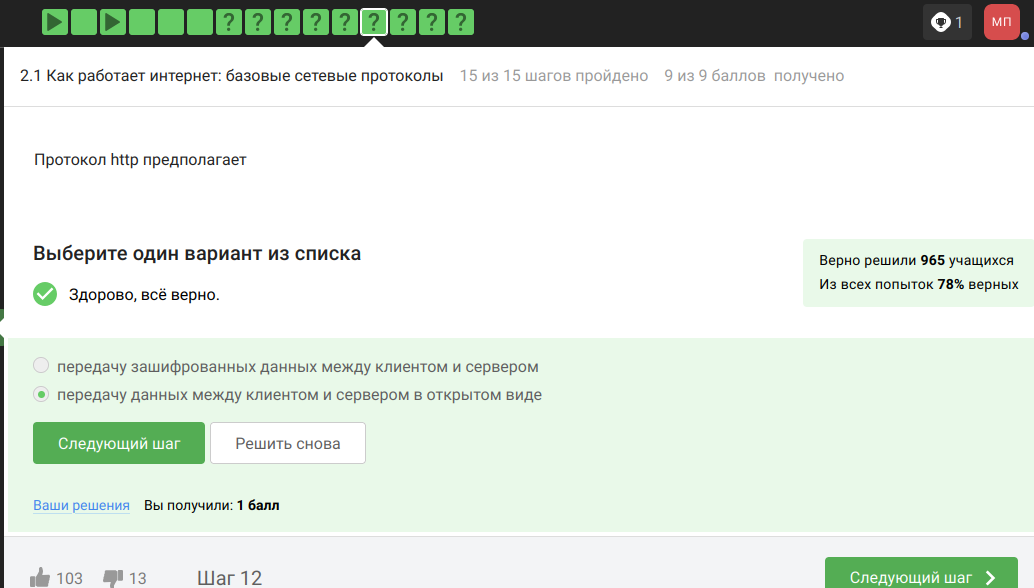 ? ? ? ? ? ? ? ? ?
1
МП
2.1 Как работает интернет: базовые сетевые протоколы 15 из 15 шагов пройдено 9 из 9 баллов получено
Протокол http предполагает
Выберите один вариант из списка
Верно решили 965 учащихся
Из всех попыток 78% верных
Здорово, всё верно.
передачу зашифрованных данных между клиентом и сервером
передачу данных между клиентом и сервером в открытом виде
Следующий шаг
Решить снова
Ваши решения Вы получили: 1 балл
103 13 Шаг 12
Следующий шаг